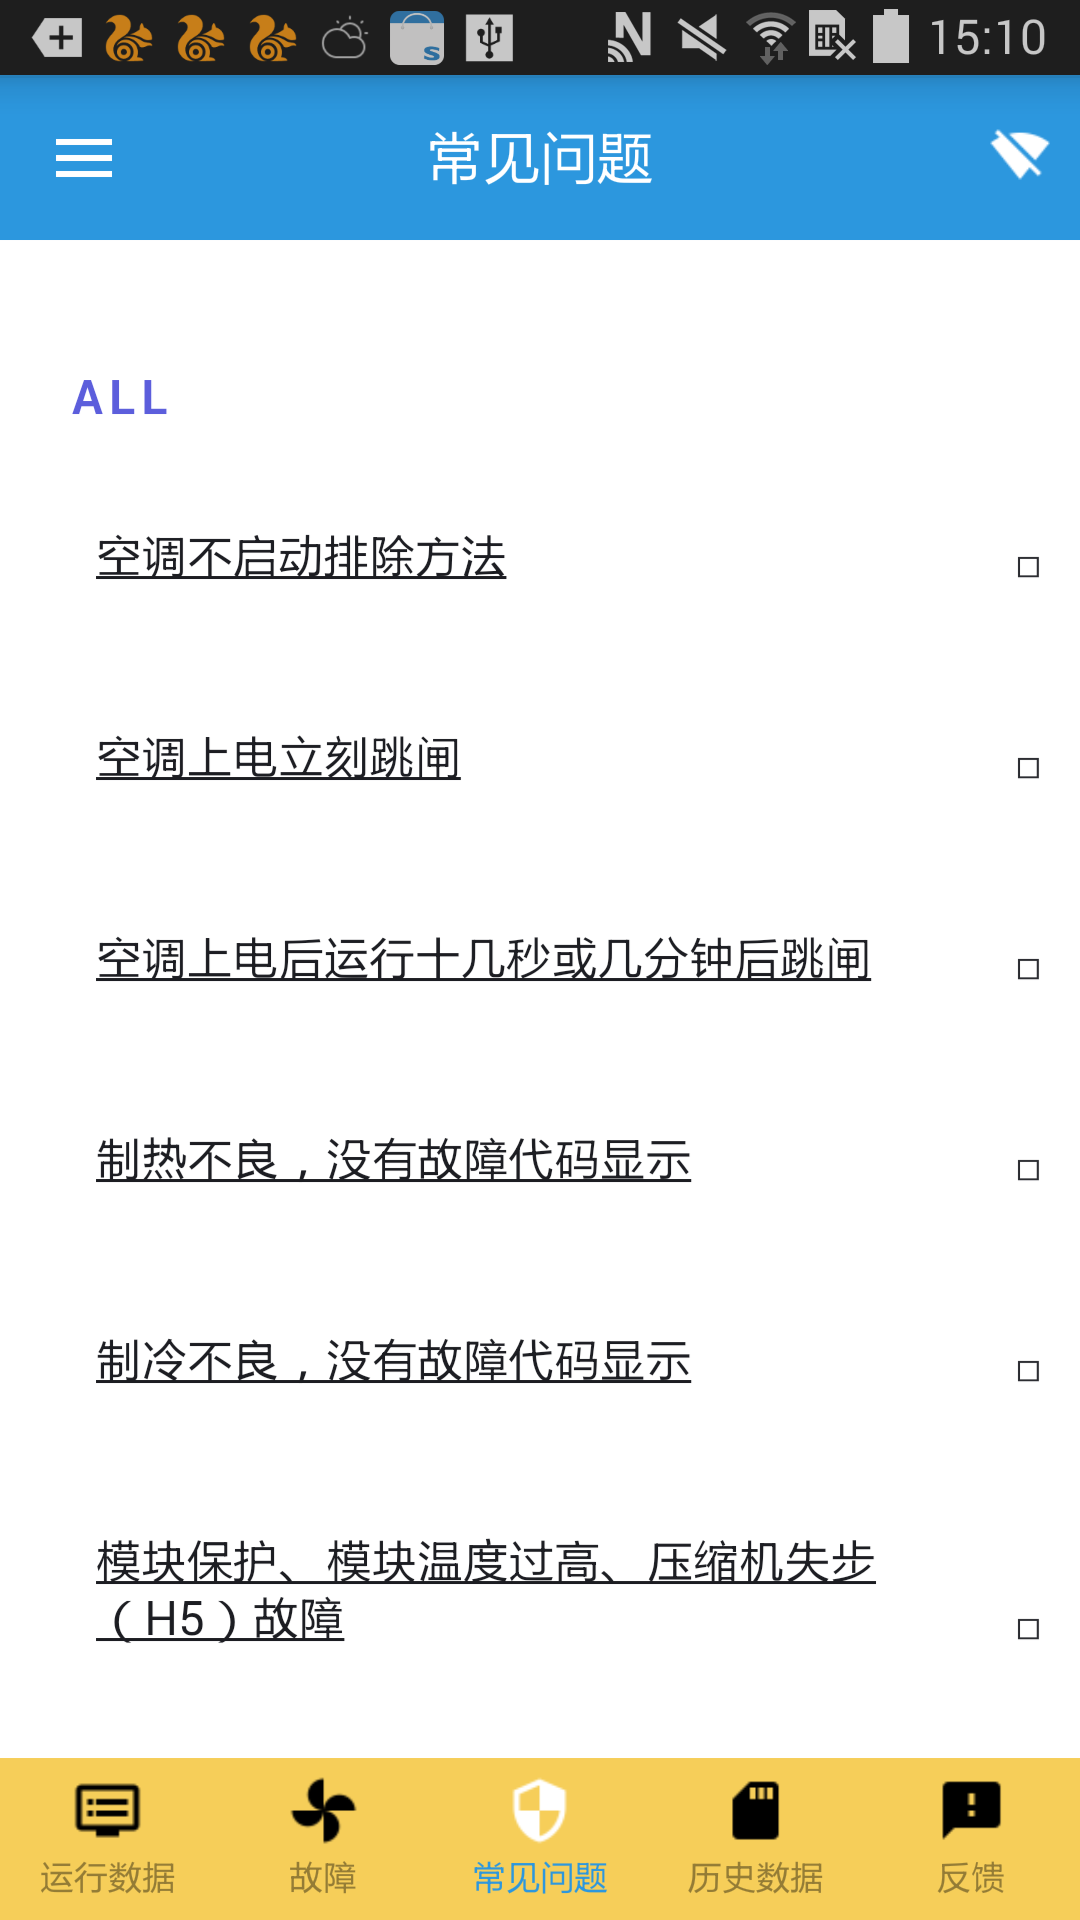 15:10
常见问题
ALL
空调不启动排除方法
空调上电立刻跳闸
空调上电后运行十几秒或几分钟后跳闸
制热不良，没有故障代码显示
制冷不良，没有故障代码显示
模块保护、模块温度过高、压缩机失步
（H5）故障
运行数据 故障 常见问题 历史数据 反馈